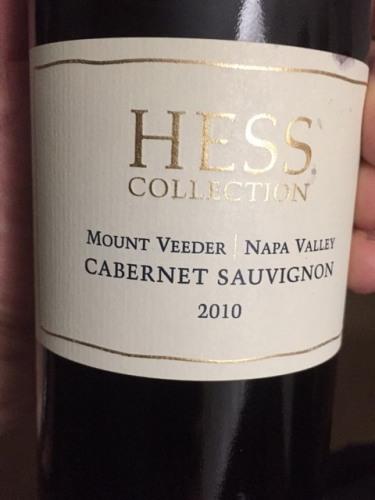 HESS
COLLECTION
MOUNT VEEDER | NAPA VALLEY
CABERNET SAUVIGNON
2010